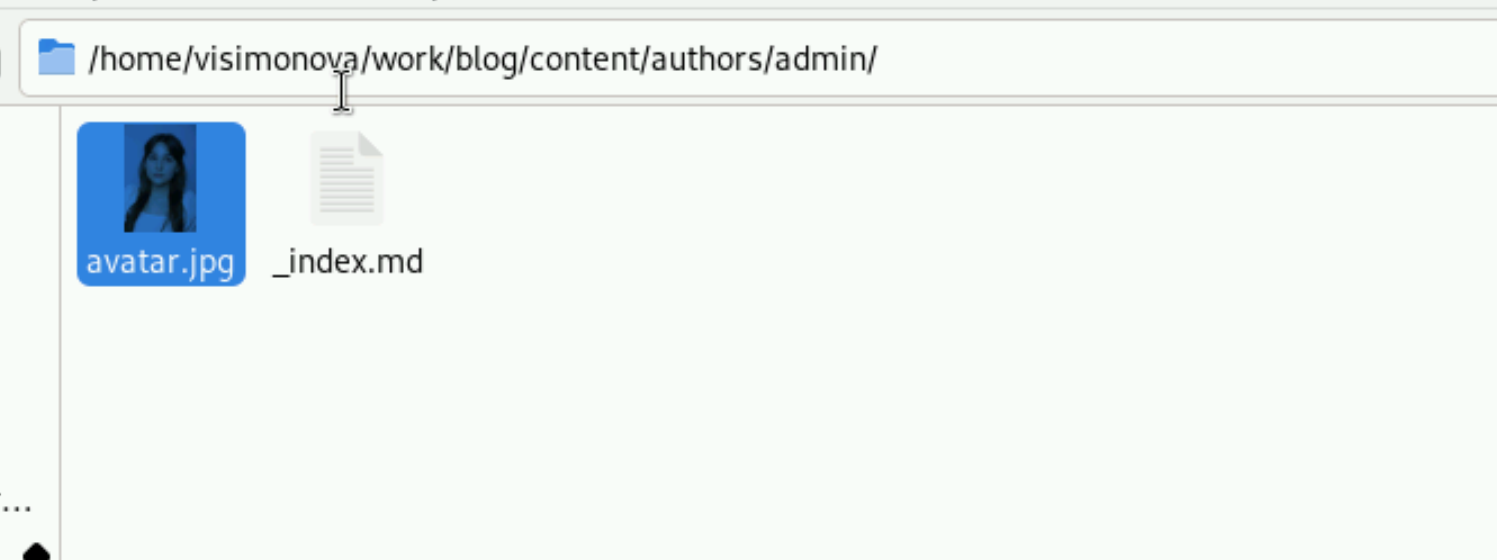 /home/visimonova/work/blog/content/authors/admin/
avatar.jpg
_index.md
...